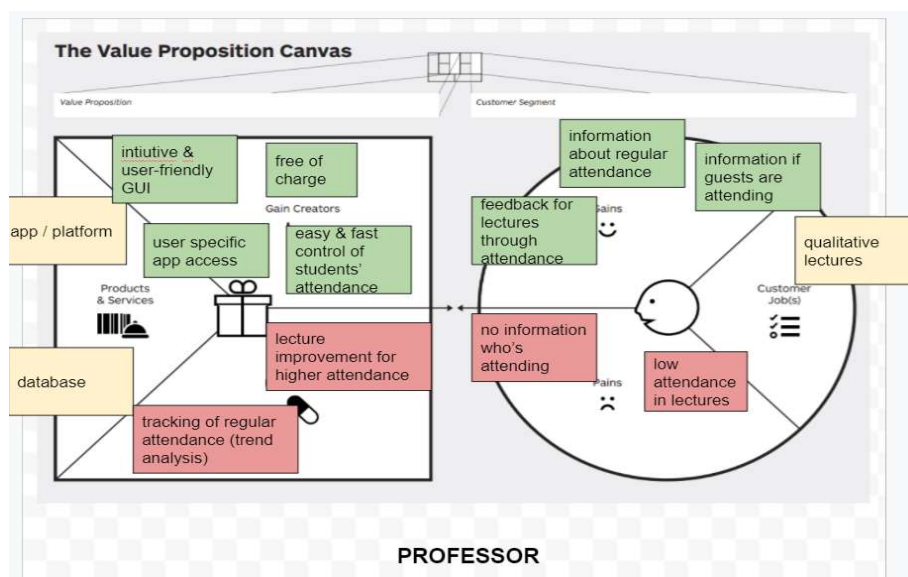 The Value Proposition Canvas
Value Proposition
Customer Segment
intiutive &
user-friendly
GUI
free of
charge
Gain Creators
app / platform
user specific
app access
easy & fast
control of
students'
attendance
Products
& Services
lecture
improvement for
higher attendance
database
tracking of regular
attendance (trend
analysis)
information
about regular
attendance
information if
guests are
attending
feedback for
lectures
through
attendance
Gains
qualitative
lectures
Customer
Job(s)
no information
who's
attending
low
attendance
in lectures
Pains
PROFESSOR